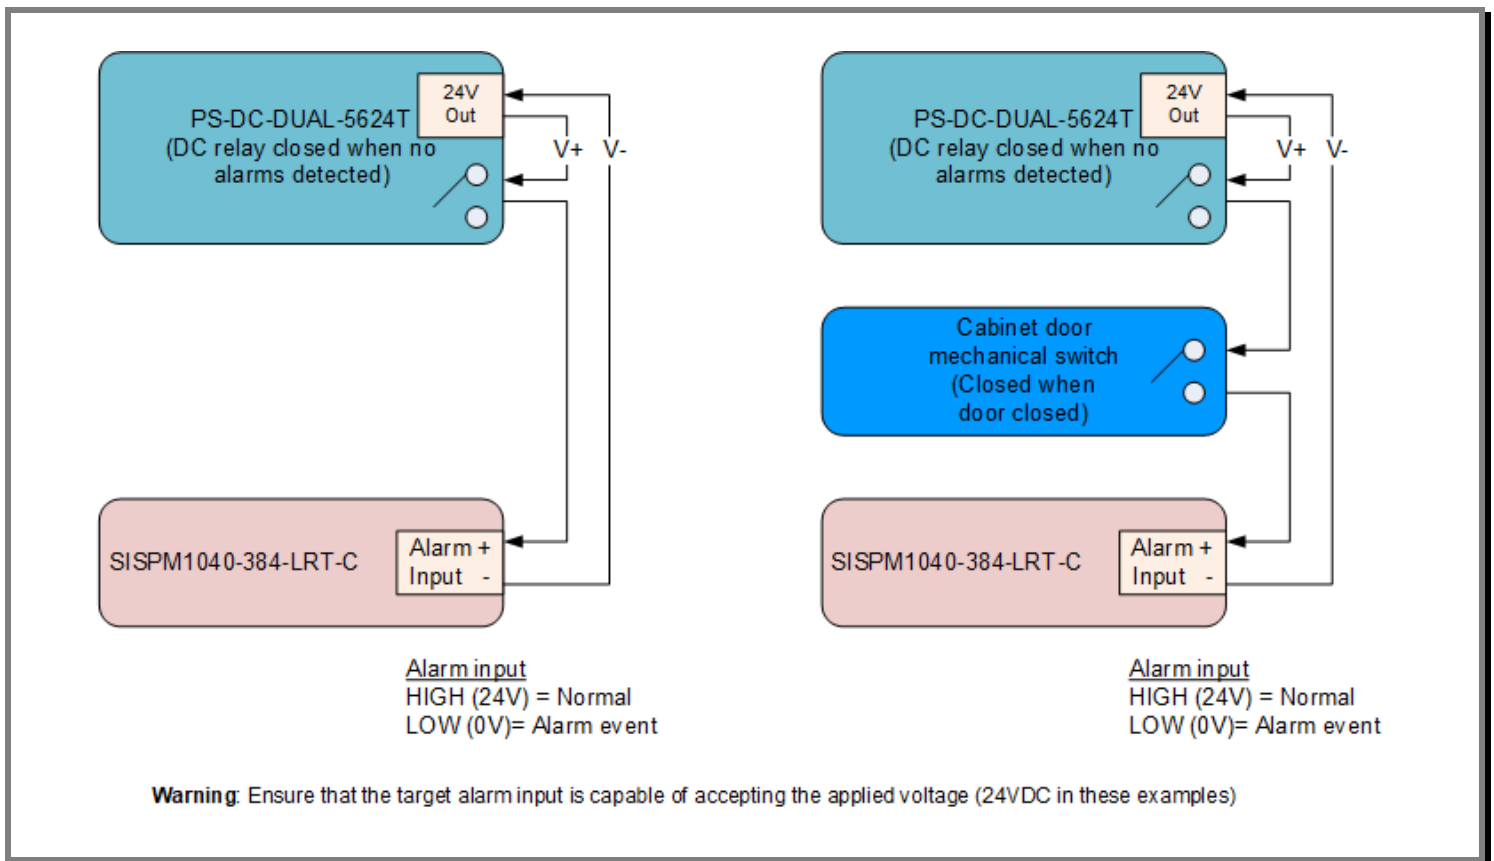 24V
Out
PS-DC-DUAL-5624T
(DC relay closed when no
alarms detected)
V+ V-
SISPM1040-384-LRT-C
Alarm +
Input -
Alarm input
HIGH (24V) = Normal
LOW (0V)= Alarm event
24V
Out
PS-DC-DUAL-5624T
(DC relay closed when no
alarms detected)
V+ V-
Cabinet door
mechanical switch
(Closed when
door closed)
SISPM1040-384-LRT-C
Alarm +
Input -
Alarm input
HIGH (24V) = Normal
LOW (0V)= Alarm event
Warning: Ensure that the target alarm input is capable of accepting the applied voltage (24VDC in these examples)